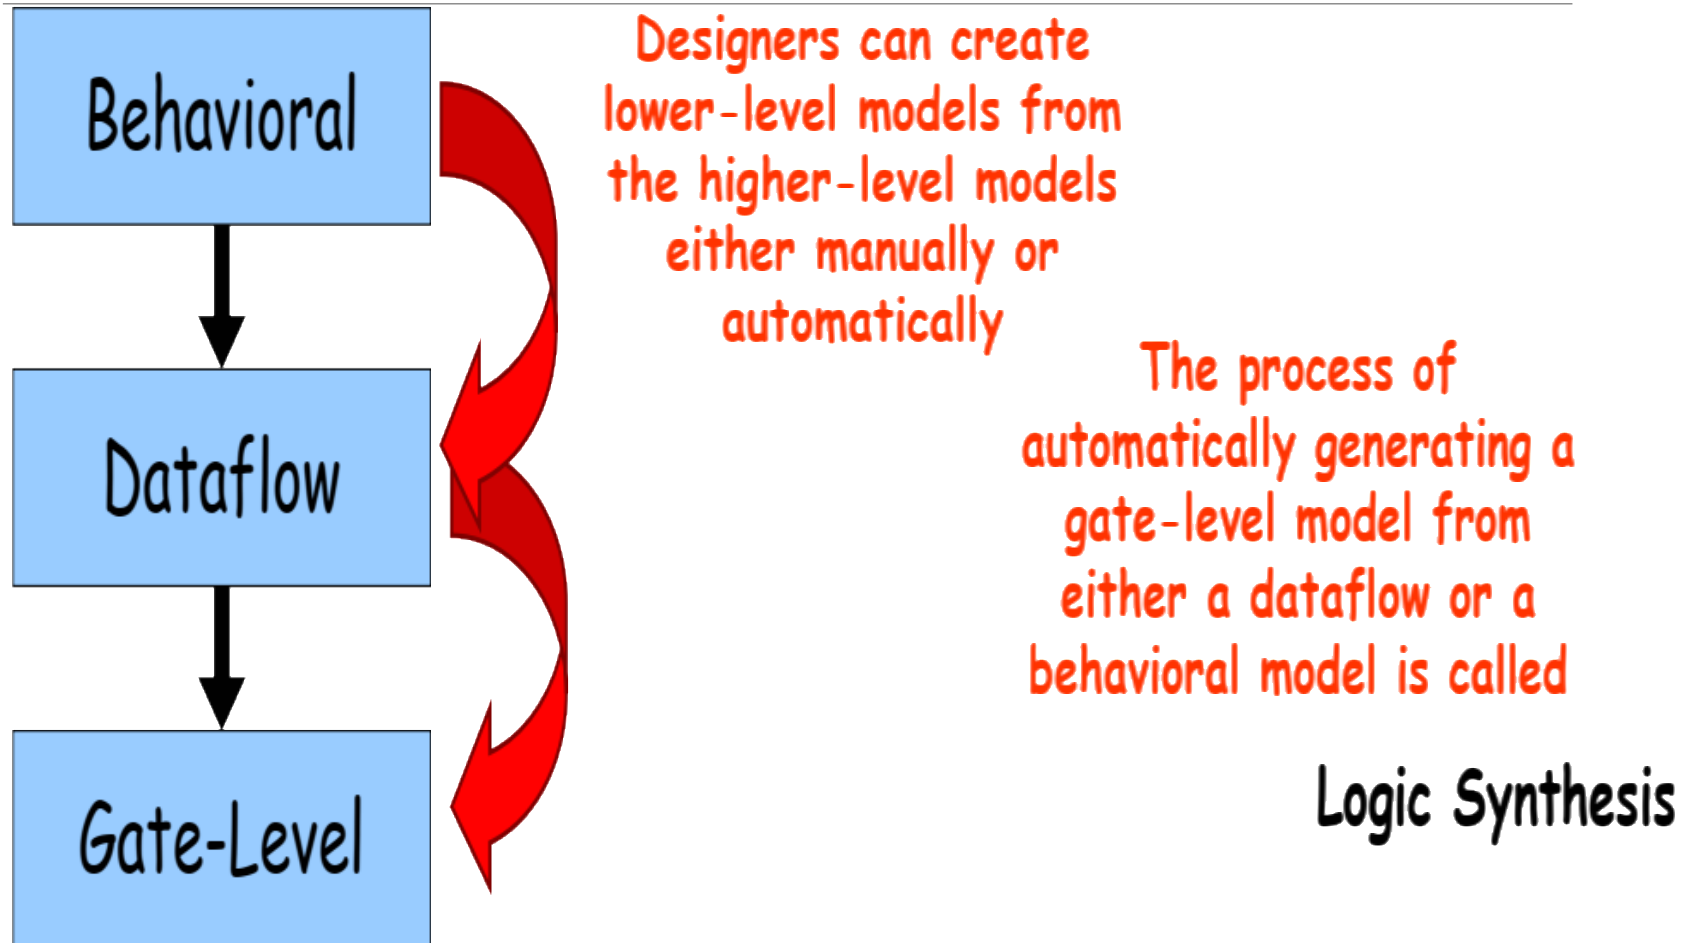 Behavioral
Dataflow
Gate-Level
Designers can create
lower-level models from
the higher-level models
either manually or
automatically
The process of
automatically generating a
gate-level model from
either a dataflow or a
behavioral model is called
Logic Synthesis